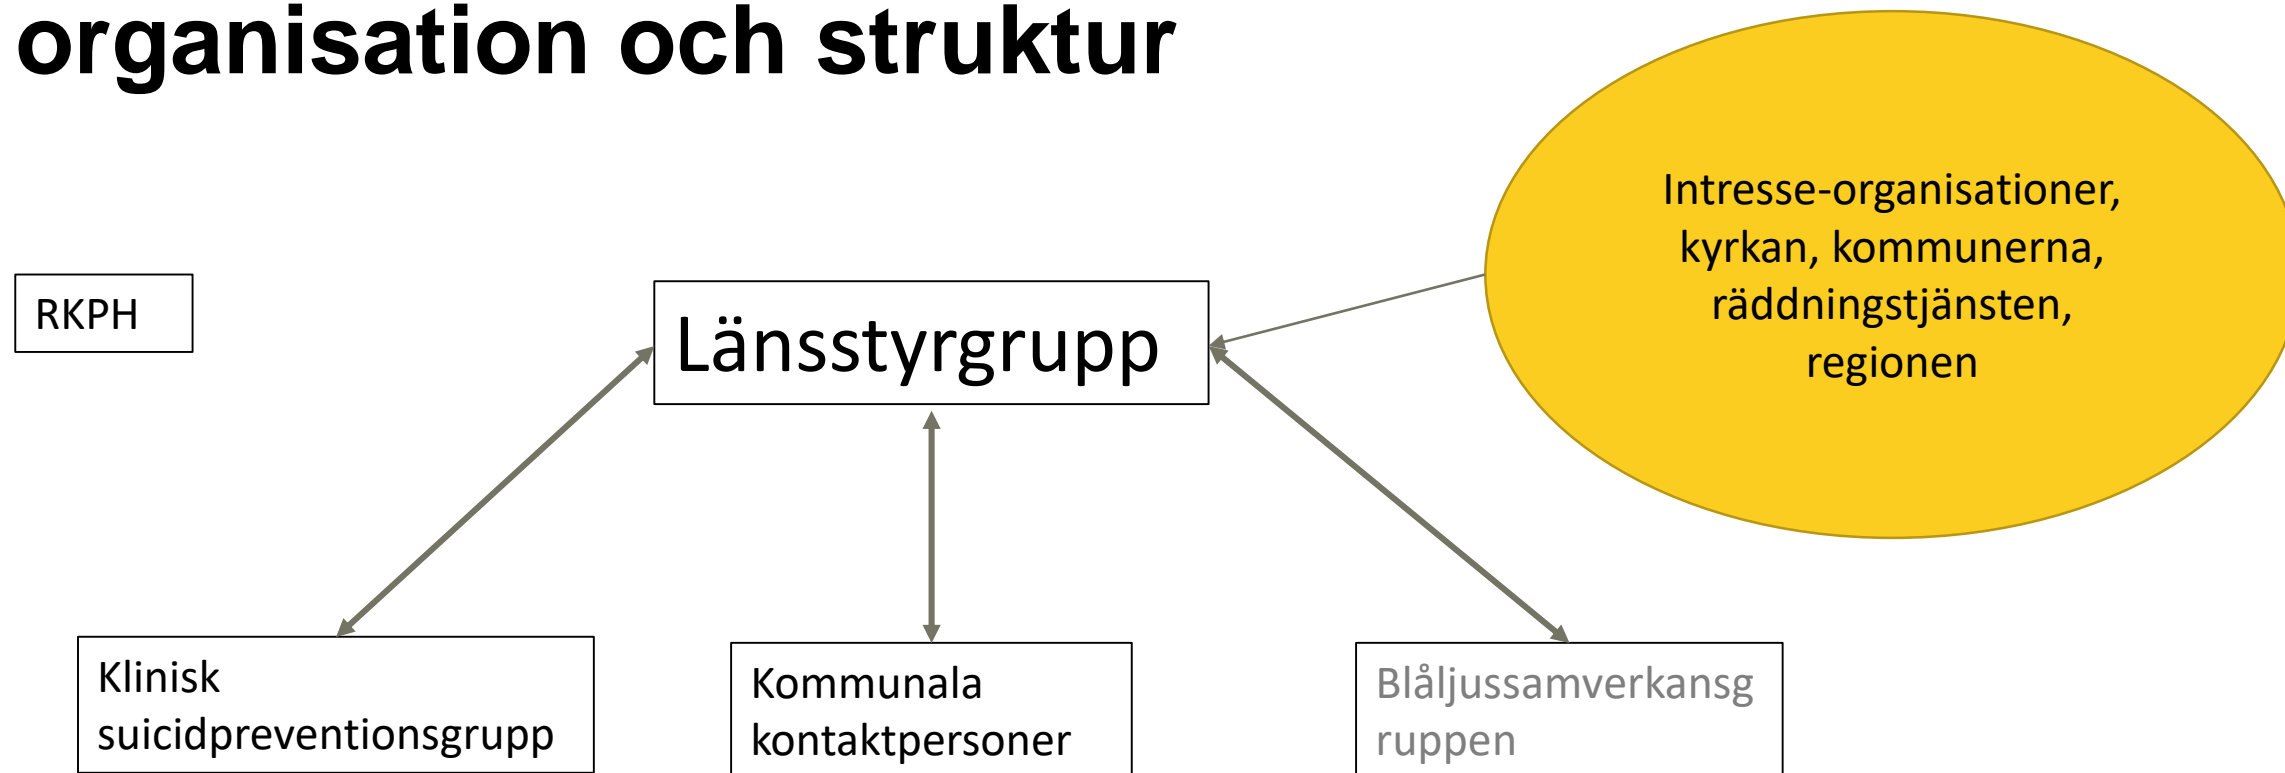 organisation och struktur
Intresse-organisationer,
kyrkan, kommunerna,
räddningstjänsten,
regionen
RKPH
Länsstyrgrupp
Klinisk
suicidpreventionsgrupp
Kommunala
kontaktpersoner
Blåljussamverkansg
ruppen